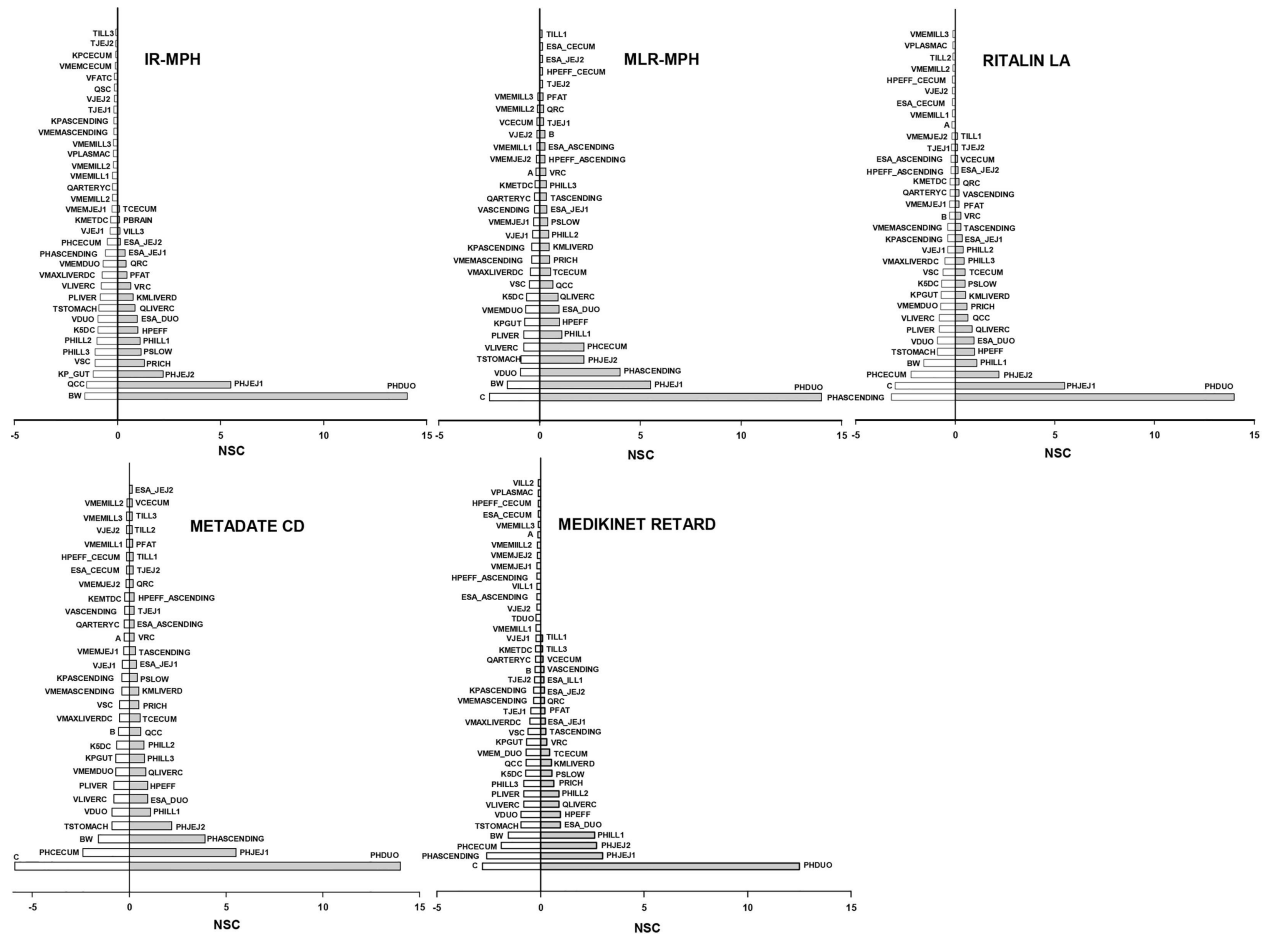 IR-MPH
TILL3
TJEJ2
KPCECUM
VMEMCECUM
VFATC
QSC
VJEJ2
TJEJ1
KPASCENDING
VMEMASCENDING
VMEMILL3
VPLASMAC
VMEMILL2
VMEMILL1
QARTERYC
VMEMILL2
VMEMJEJ1 TCECUM
KMETDC PBRAIN
VJEJ1 VILL3
PHCECUM ESA_JEJ2
PHASCENDING ESA_JEJ1
VMEMDUO QRC
VMAXLIVERDC PFAT
VLIVERC VRC
PLIVER KMLIVERD
TSTOMACH QLIVERC
VDUO ESA_DUO
K5DC HPEFF
PHILL2 PHILL1
PHILL3 PSLOW
VSC PRICH
KP_GUT PHJEJ2
QCC PHJEJ1 PHDUO
BW
-5 0 5 10 15
NSC
MLR-MPH
TILL1
ESA_CECUM
ESA_JEJ2
HPEFF_CECUM
TJEJ2
VMEMILL3 PFAT
VMEMILL2 QRC
VCECUM TJEJ1
VJEJ2 B
VMEMILL1 ESA_ASCENDING
VMEMJEJ2 HPEFF_ASCENDING
A VRC
KMETDC PHILL3
QARTERYC TASCENDING
VASCENDING ESA_JEJ1
VMEMJEJ1 PSLOW
VJEJ1 PHILL2
KPASCENDING KMLIVERD
VMEMASCENDING PRICH
VMAXLIVERDC TCECUM
VSC QCC
K5DC QLIVERC
VMEMDUO ESA_DUO
KPGUT HPEFF
PLIVER PHILL1
VLIVERC PHCECUM
TSTOMACH PHJEJ2
VDUO PHASCENDING
BW PHJEJ1 PHDUO
C
-5 0 5 10 15
NSC
RITALIN LA
VMEMILL3
VPLASMAC
TILL2
VMEMILL2
HPEFF_CECUM
VJEJ2
ESA_CECUM
VMEMILL1
A
VMEMJEJ2 TILL1
TJEJ1 TJEJ2
ESA_ASCENDING VCECUM
HPEFF_ASCENDING ESA_JEJ2
KMETDC QRC
QARTERYC VASCENDING
VMEMJEJ1 PFAT
B VRC
VMEMASCENDING TASCENDING
KPASCENDING ESA_JEJ1
VJEJ1 PHILL2
VMAXLIVERDC PHILL3
VSC TCECUM
K5DC PSLOW
KPGUT KMLIVERD
VMEMDUO PRICH
VLIVERC QCC
PLIVER QLIVERC
VDUO ESA_DUO
TSTOMACH HPEFF
BW PHILL1
PHCECUM PHJEJ2
C PHJEJ1 PHDUO
PHASCENDING
-5 0 5 10 15
NSC
METADATE CD
ESA_JEJ2
VMEMILL2 VCECUM
VMEMILL3 TILL3
VJEJ2 TILL2
VMEMILL1 PFAT
HPEFF_CECUM TILL1
ESA_CECUM TJEJ2
VMEMJEJ2 QRC
KEMTDC HPEFF_ASCENDING
VASCENDING TJEJ1
QARTERYC ESA_ASCENDING
A VRC
VMEMJEJ1 TASCENDING
VJEJ1 ESA_JEJ1
KPASCENDING PSLOW
VMEMASCENDING KMLIVERD
VSC PRICH
VMAXLIVERDC TCECUM
B QCC
K5DC PHILL2
KPGUT PHILL3
VMEMDUO QLIVERC
PLIVER HPEFF
VLIVERC ESA_DUO
VDUO PHILL1
TSTOMACH PHJEJ2
BW PHASCENDING
PHCECUM PHJEJ1
C PHDUO
-5 0 5 10 15
NSC
MEDIKINET RETARD
VILL2
VPLASMAC
HPEFF_CECUM
ESA_CECUM
VMEMILL3
A
VMEMIILL2
VMEMJEJ2
VMEMJEJ1
HPEFF_ASCENDING
VILL1
ESA_ASCENDING
VJEJ2
TDUO
VMEMILL1
VJEJ1 TILL1
KMETDC TILL3
QARTERYC VCECUM
B VASCENDING
TJEJ2 ESA_ILL1
KPASCENDING ESA_JEJ2
VMEMASCENDING QRC
TJEJ1 PFAT
VMAXLIVERDC ESA_JEJ1
VSC TASCENDING
KPGUT VRC
VMEM_DUO TCECUM
QCC KMLIVERD
K5DC PSLOW
PHILL3 PRICH
PLIVER PHILL2
VLIVERC QLIVERC
VDUO HPEFF
TSTOMACH ESA_DUO
BW PHILL1
PHCECUM PHJEJ2
PHASCENDING PHJEJ1
C PHDUO
-5 0 5 10 15
NSC